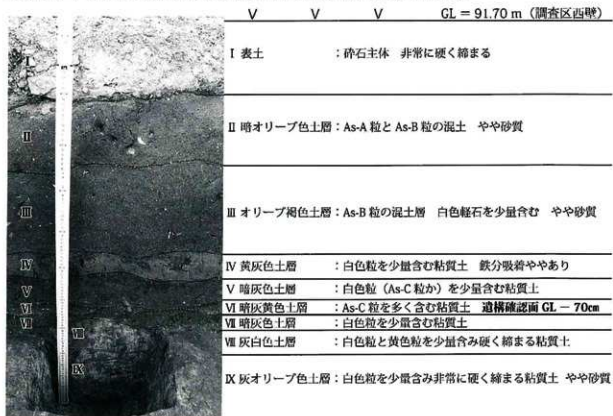 V V V GL = 91.70 m (調査区西壁)
I 表土 : 砕石主体 非常に硬く締まる
II 暗オリーブ色土層 : As-A 粒と As-B 粒の混土 やや砂質
III オリーブ褐色土層 : As-B 粒の混土層 白色軽石を少量含む やや砂質
IV 黄灰色土層 : 白色粒を少量含む粘質土 鉄分吸着ややあり
V 暗灰色土層 : 白色粒(As-C 粒か)を少量含む粘質土
VI 暗灰黄色土層 : As-C 粒を多く含む粘質土 遺構確認面 GL − 70cm
VII 暗灰色土層 : 白色粒を少量含む粘質土
VIII 灰白色土層 : 白色粒と黄色粒を少量含み硬く締まる粘質土
IX 灰オリーブ色土層 : 白色粒を少量含み非常に硬く締まる粘質土 やや砂質
I
II
III
IV
V
VI
VII
VIII
IX